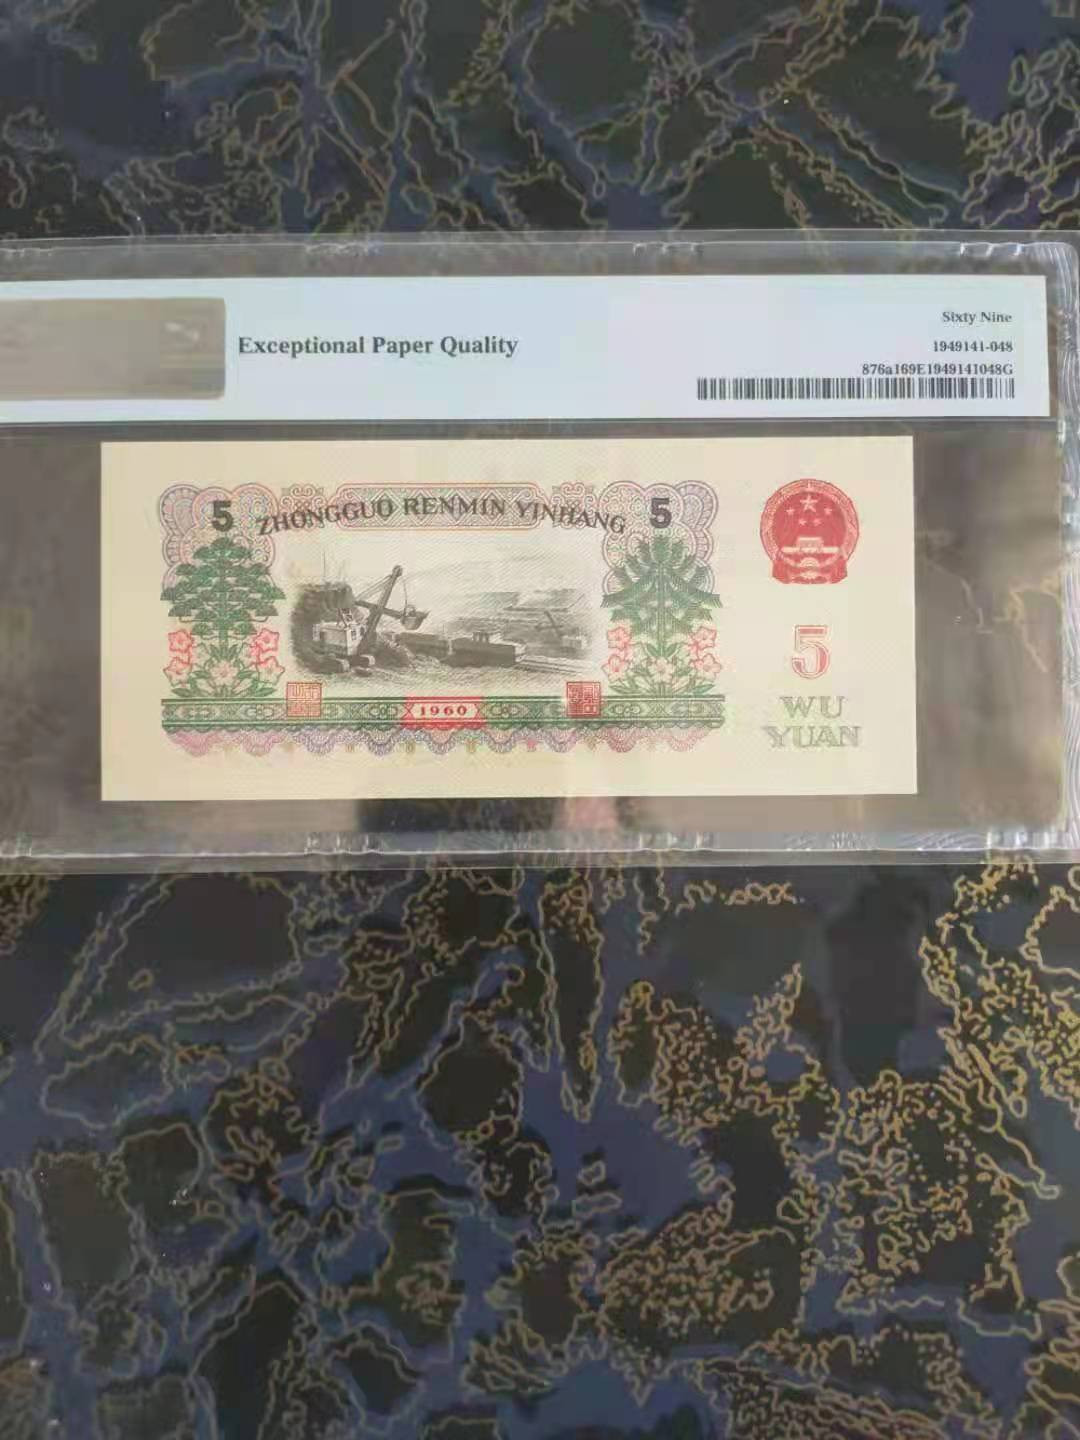 Sixty Nine
Exceptional Paper Quality
1949141-048
876a169E1949141048G
5 ZHONGGUO RENMIN YINHANG 5
5
1960
WU
YUAN